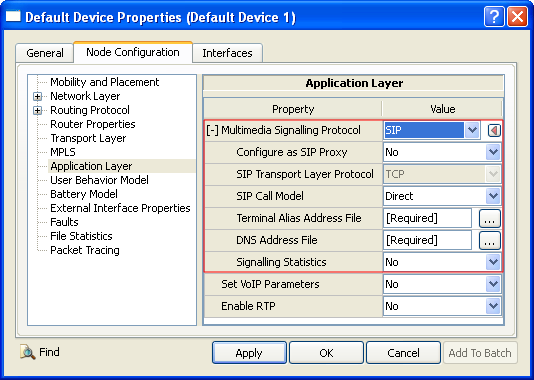 Default Device Properties (Default Device 1)
General Node Configuration Interfaces
Mobility and Placement
Network Layer
Routing Protocol
Router Properties
Transport Layer
MPLS
Application Layer
User Behavior Model
Battery Model
External Interface Properties
Faults
File Statistics
Packet Tracing
Application Layer
Property Value
[-] Multimedia Signalling Protocol SIP
Configure as SIP Proxy No
SIP Transport Layer Protocol TCP
SIP Call Model Direct
Terminal Alias Address File [Required] ...
DNS Address File [Required] ...
Signalling Statistics No
Set VoIP Parameters No
Enable RTP No
Find Apply OK Cancel Add To Batch